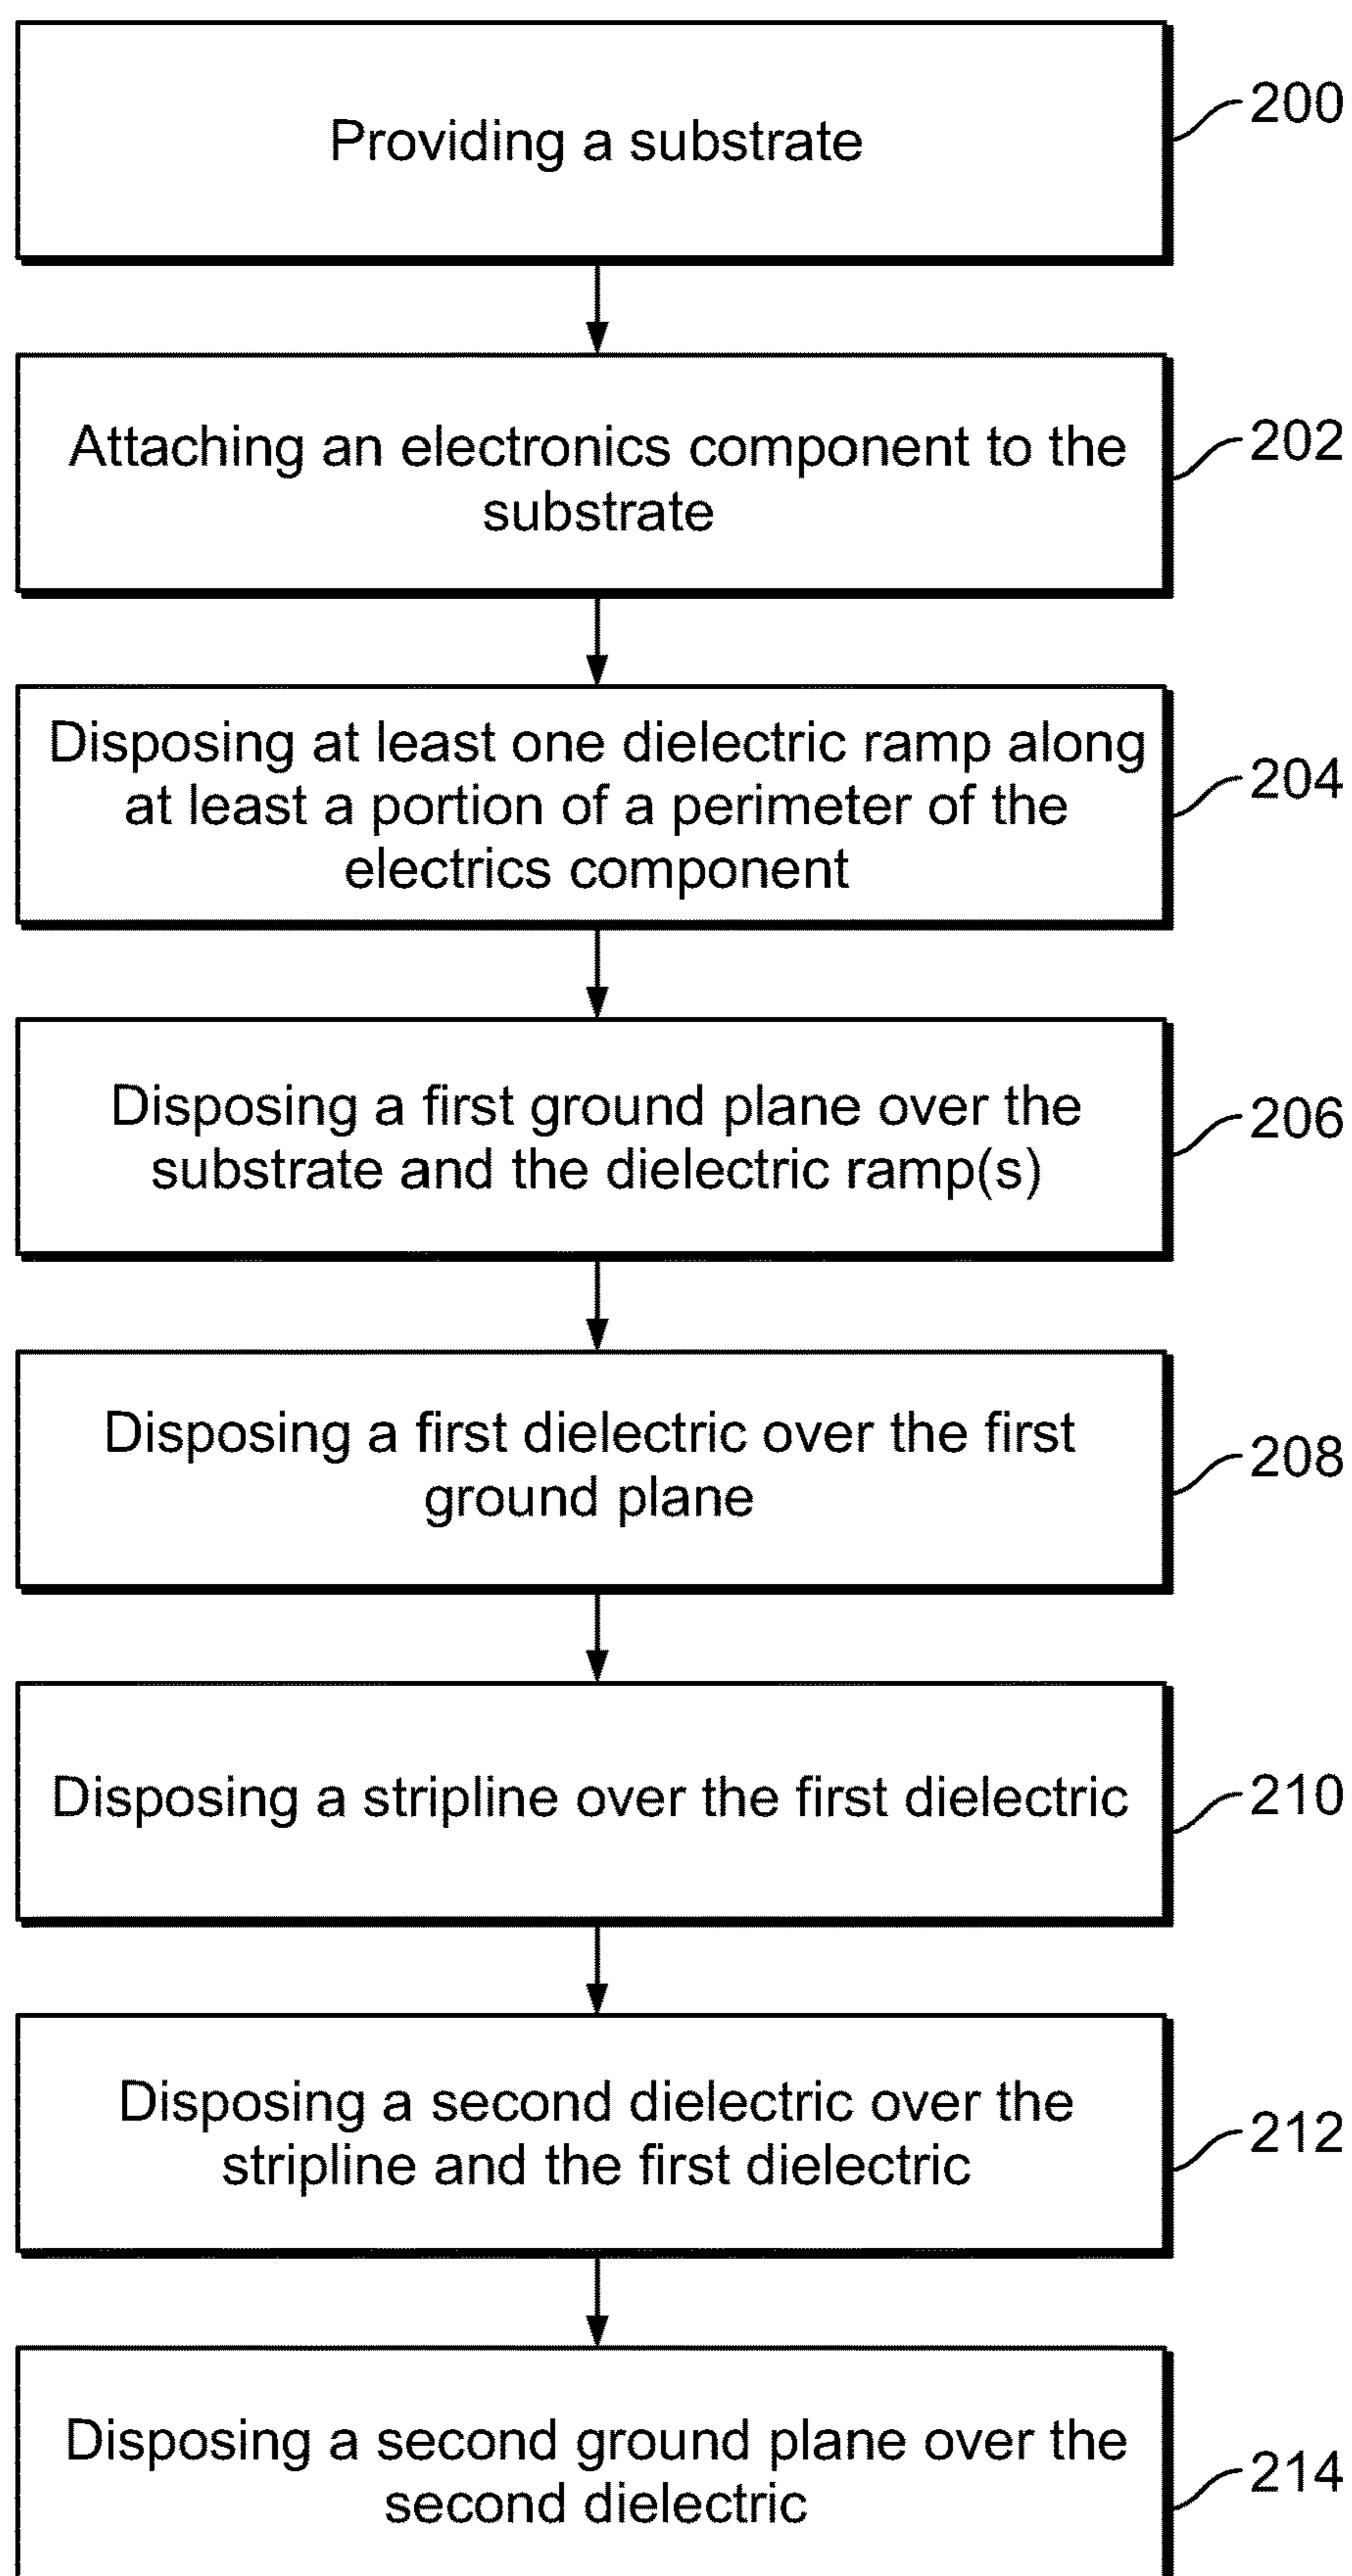 Providing a substrate
200
Attaching an electronics component to the
substrate
202
Disposing at least one dielectric ramp along
at least a portion of a perimeter of the
electrics component
204
Disposing a first ground plane over the
substrate and the dielectric ramp(s)
206
Disposing a first dielectric over the first
ground plane
208
Disposing a stripline over the first dielectric
210
Disposing a second dielectric over the
stripline and the first dielectric
212
Disposing a second ground plane over the
second dielectric
214